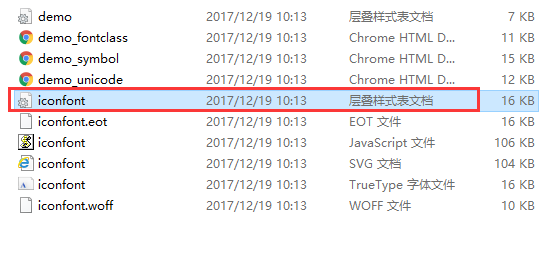 demo 2017/12/19 10:13 层叠样式表文档 7 KB
demo_fontclass 2017/12/19 10:13 Chrome HTML D... 11 KB
demo_symbol 2017/12/19 10:13 Chrome HTML D... 15 KB
demo_unicode 2017/12/19 10:13 Chrome HTML D... 12 KB
iconfont 2017/12/19 10:13 层叠样式表文档 16 KB
iconfont.eot 2017/12/19 10:13 EOT 文件 16 KB
iconfont 2017/12/19 10:13 JavaScript 文件 106 KB
iconfont 2017/12/19 10:13 SVG 文档 104 KB
iconfont 2017/12/19 10:13 TrueType 字体文件 16 KB
iconfont.woff 2017/12/19 10:13 WOFF 文件 10 KB